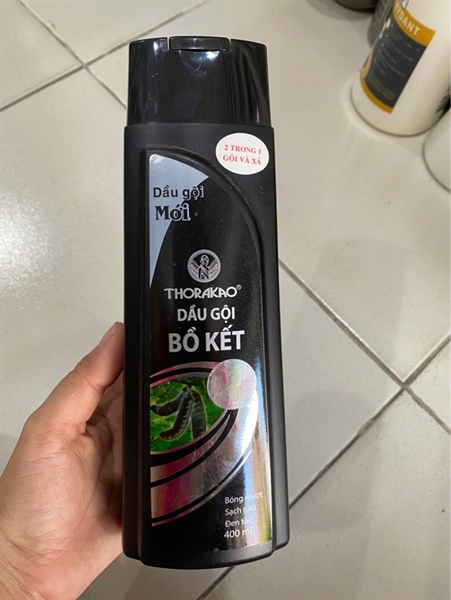 2 TRONG 1
GỘI VÀ XẢ
Dầu gội
Mới
THORAKAO®
DẦU GỘI
BỒ KẾT
Bóng mượt
Sạch gàu
Đen tóc
400 ml